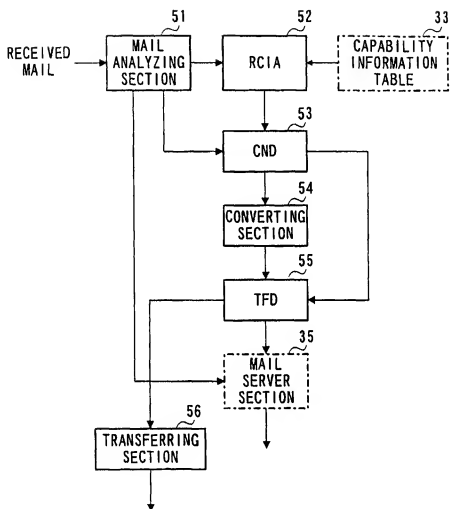 51
52
33
RECEIVED
MAIL
MAIL
ANALYZING
SECTION
RCIA
CAPABILITY
INFORMATION
TABLE
53
CND
54
CONVERTING
SECTION
55
TFD
35
MAIL
SERVER
SECTION
56
TRANSFERRING
SECTION